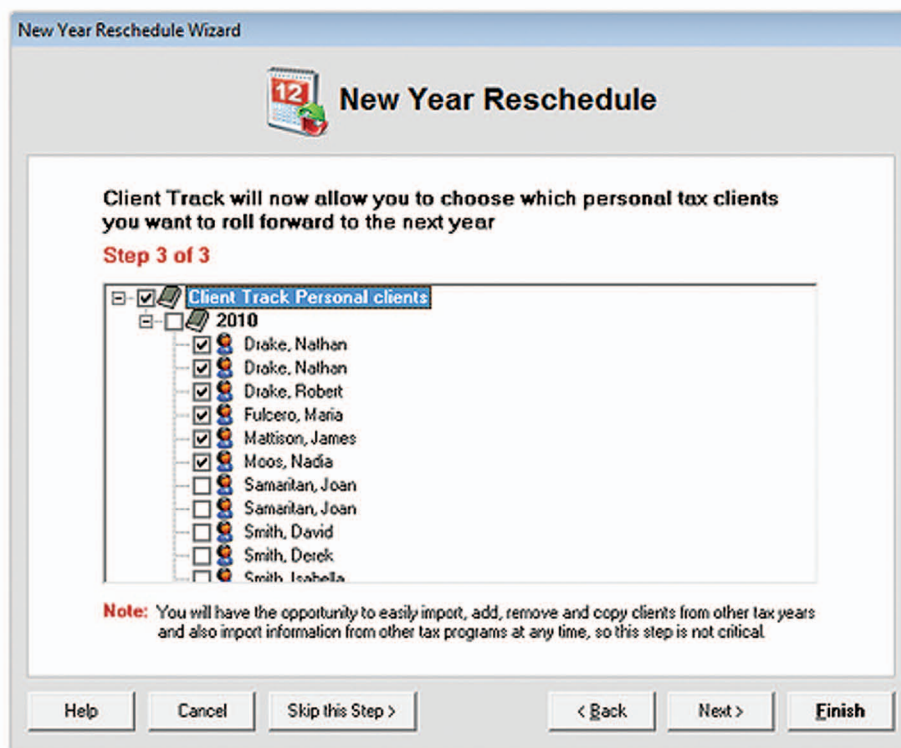 New Year Reschedule Wizard
12
New Year Reschedule
Client Track will now allow you to choose which personal tax clients
you want to roll forward to the next year
Step 3 of 3
Client Track Personal clients
2010
Drake, Nathan
Drake, Nathan
Drake, Robert
Fulcero, Maria
Mattison, James
Moos, Nadia
Samaritan, Joan
Samaritan, Joan
Smith, David
Smith, Derek
Smith, Isabella
Note: You will have the opportunity to easily import, add, remove and copy clients from other tax years
and also import information from other tax programs at any time, so this step is not critical
Help Cancel Skip this Step > < Back Next > Finish